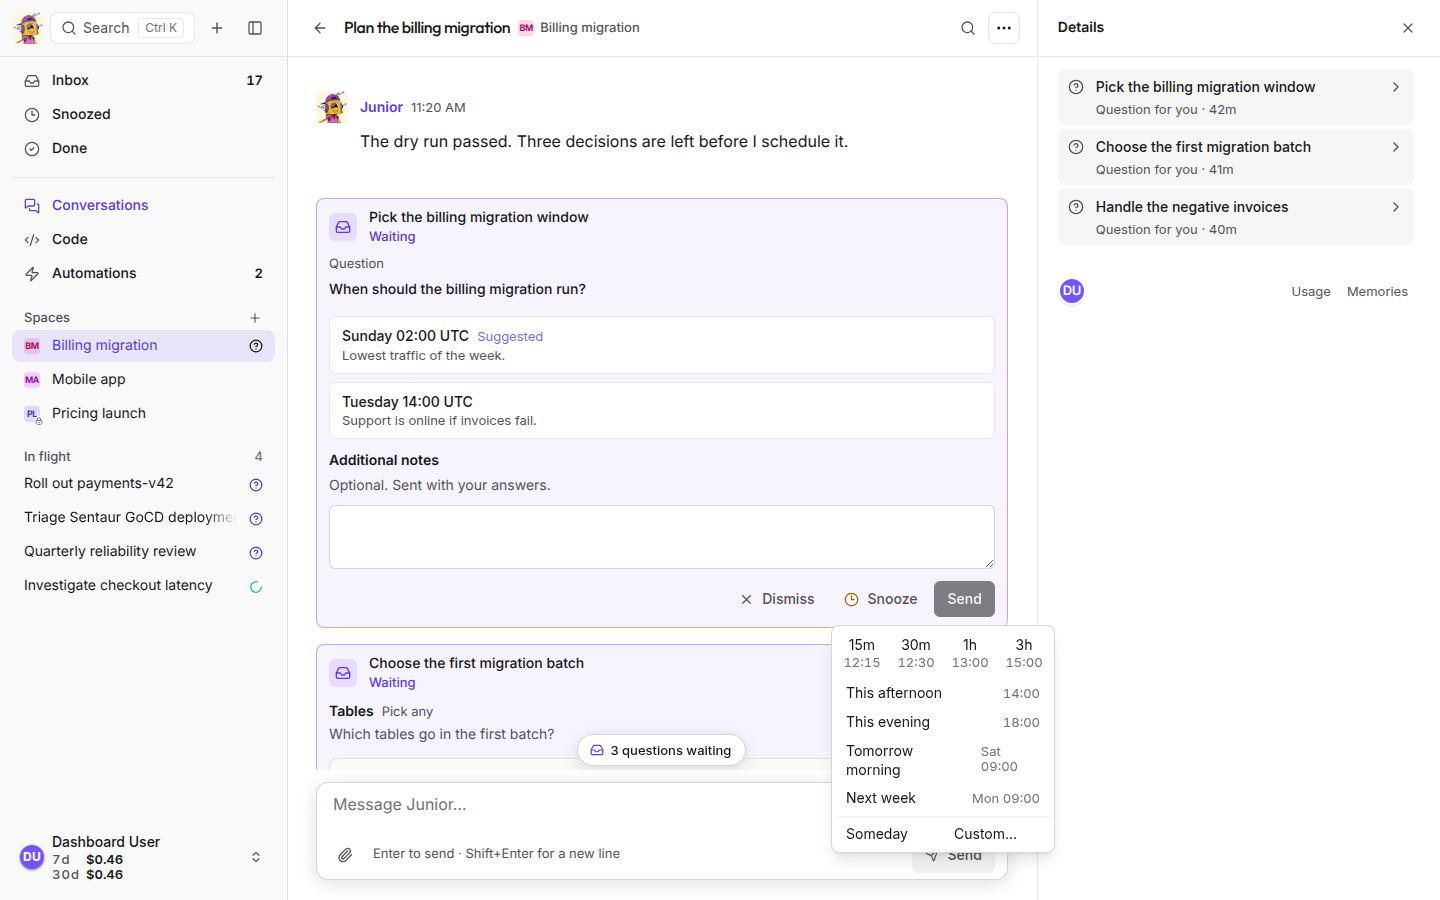 Search Ctrl K
Inbox 17
Snoozed
Done
Conversations
Code
Automations 2
Spaces
BM Billing migration
MA Mobile app
PL Pricing launch
In flight 4
Roll out payments-v42
Triage Sentaur GoCD deployme
Quarterly reliability review
Investigate checkout latency
DU Dashboard User
7d $0.46
30d $0.46
Plan the billing migration BM Billing migration
Junior 11:20 AM
The dry run passed. Three decisions are left before I schedule it.
Pick the billing migration window
Waiting
Question
When should the billing migration run?
Sunday 02:00 UTC Suggested
Lowest traffic of the week.
Tuesday 14:00 UTC
Support is online if invoices fail.
Additional notes
Optional. Sent with your answers.
Dismiss Snooze Send
Choose the first migration batch
Waiting
Tables Pick any
Which tables go in the first batch?
3 questions waiting
Message Junior...
Enter to send · Shift+Enter for a new line
Send
15m 30m 1h 3h
12:15 12:30 13:00 15:00
This afternoon 14:00
This evening 18:00
Tomorrow morning Sat 09:00
Next week Mon 09:00
Someday Custom...
Details
Pick the billing migration window
Question for you · 42m
Choose the first migration batch
Question for you · 41m
Handle the negative invoices
Question for you · 40m
DU Usage Memories